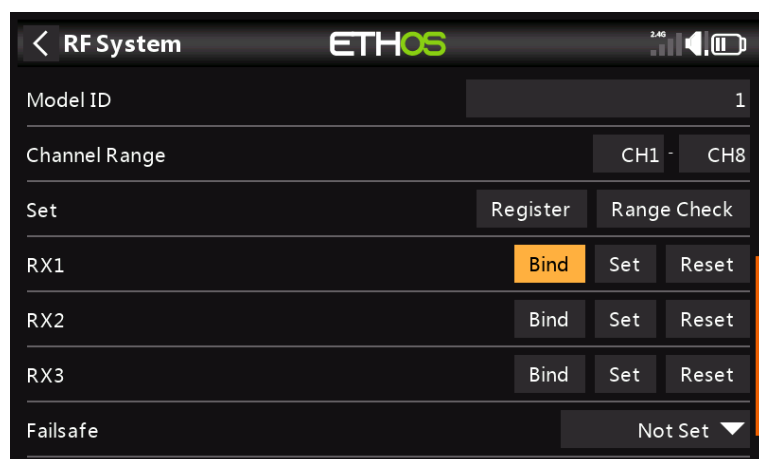 RF System ETHOS 2.4G
Model ID 1
Channel Range CH1 - CH8
Set Register Range Check
RX1 Bind Set Reset
RX2 Bind Set Reset
RX3 Bind Set Reset
Failsafe Not Set